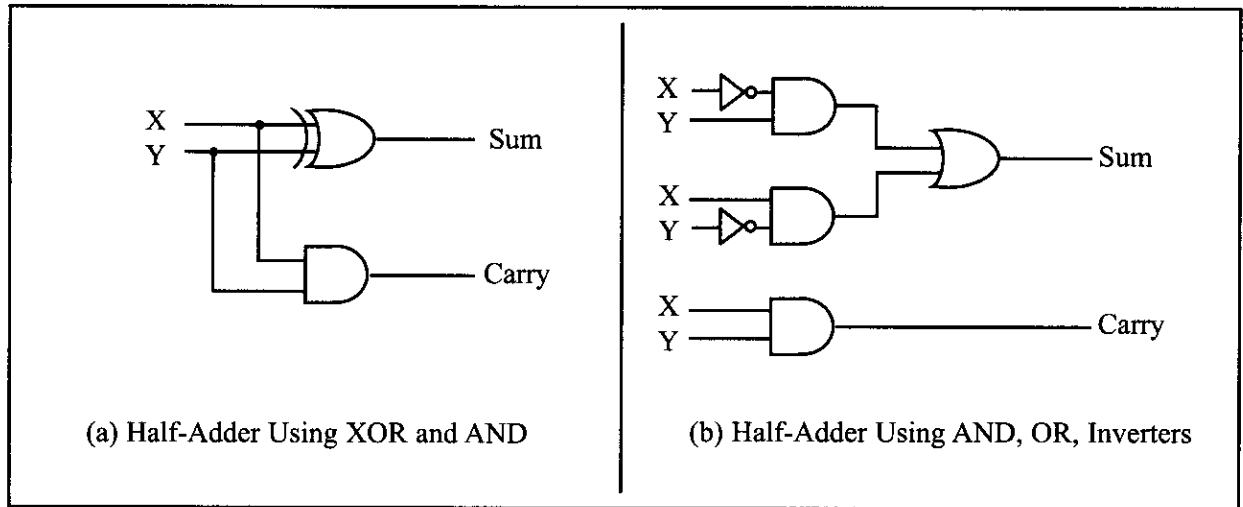 X
Y
Sum
Carry
(a) Half-Adder Using XOR and AND
X
Y
X
Y
Sum
X
Y
Carry
(b) Half-Adder Using AND, OR, Inverters